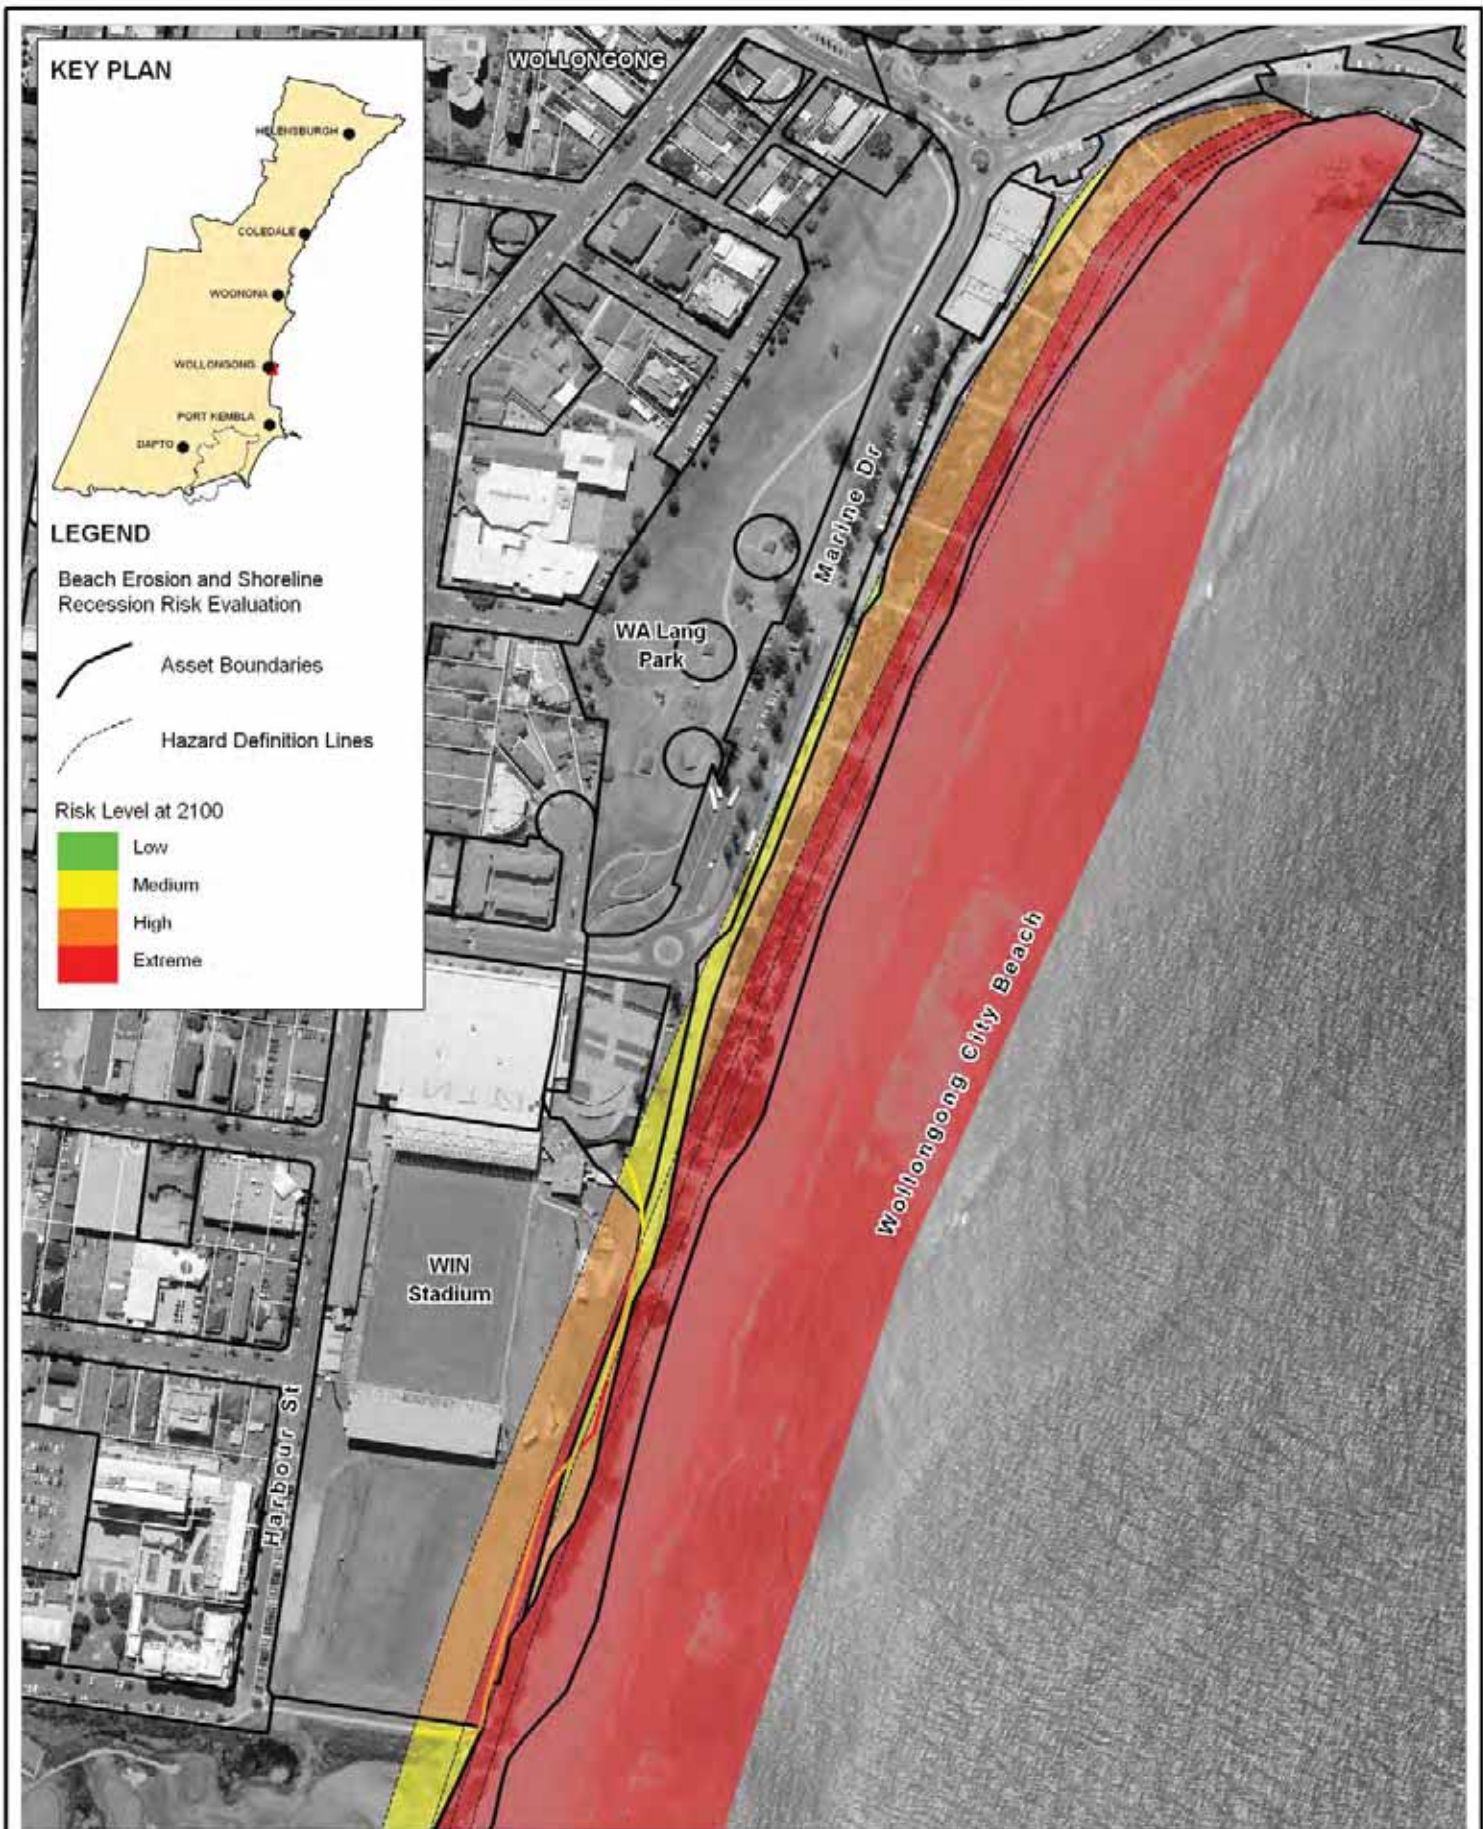 KEY PLAN
HELENSBURGH
COLEDALE
WOONONA
WOLLONGONG
PORT KEMBLA
DAPTO
LEGEND
Beach Erosion and Shoreline
Recession Risk Evaluation
Asset Boundaries
Hazard Definition Lines
Risk Level at 2100
Low
Medium
High
Extreme
WOLLONGONG
Marine Dr
WA Lang
Park
Wollongong City Beach
WIN
Stadium
Harbour St